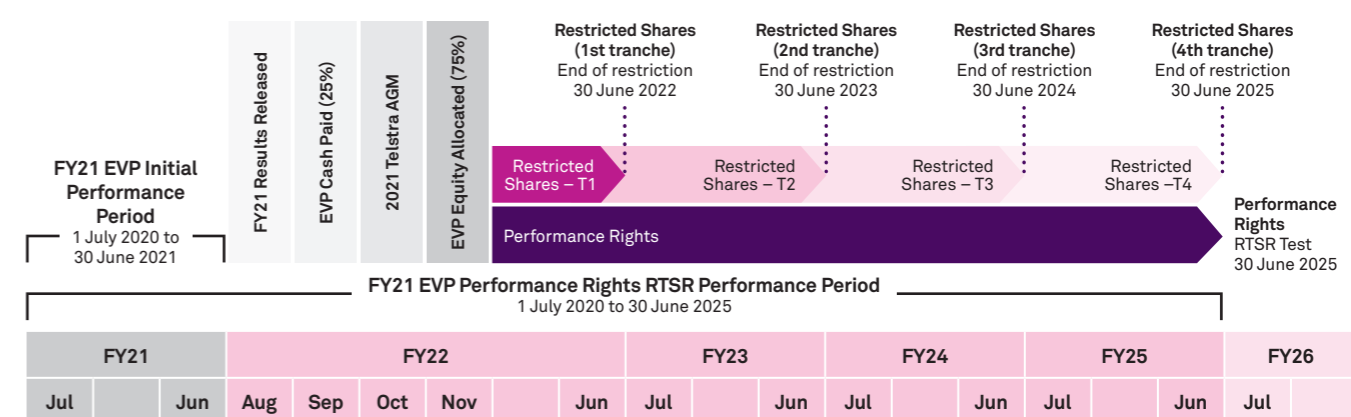 FY21 EVP Initial
Performance
Period
1 July 2020 to
30 June 2021
FY21 Results Released
EVP Cash Paid (25%)
2021 Telstra AGM
EVP Equity Allocated (75%)
Restricted Shares
(1st tranche)
End of restriction
30 June 2022
Restricted Shares
(2nd tranche)
End of restriction
30 June 2023
Restricted Shares
(3rd tranche)
End of restriction
30 June 2024
Restricted Shares
(4th tranche)
End of restriction
30 June 2025
Restricted
Shares – T1
Restricted
Shares – T2
Restricted
Shares – T3
Restricted
Shares –T4
Performance Rights
Performance
Rights
RTSR Test
30 June 2025
FY21 EVP Performance Rights RTSR Performance Period
1 July 2020 to 30 June 2025
FY21 FY22 FY23 FY24 FY25 FY26
Jul Jun Aug Sep Oct Nov Jun Jul Jun Jul Jun Jul Jun Jul